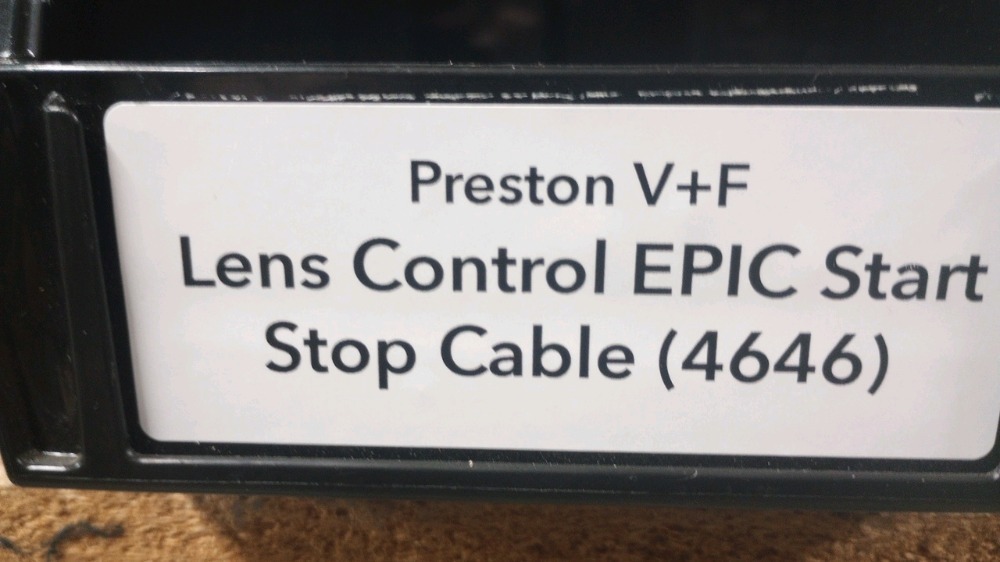 Preston V+F
Lens Control EPIC Start
Stop Cable (4646)